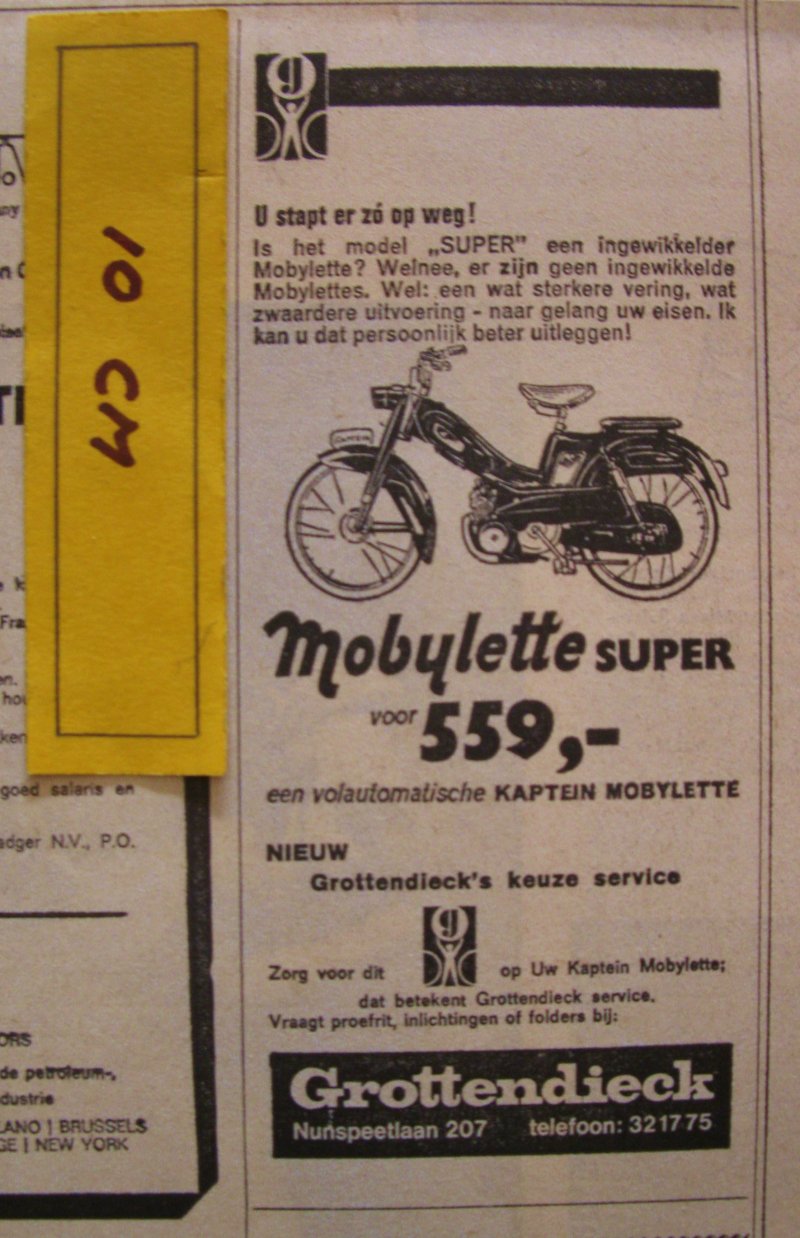 10 CM
g
U stapt er zó op weg!
Is het model „SUPER” een ingewikkelder
Mobylette? Welnee, er zijn geen ingewikkelde
Mobylettes. Wel: een wat sterkere vering, wat
zwaardere uitvoering - naar gelang uw eisen. Ik
kan u dat persoonlijk beter uitleggen!
Mobylette SUPER
voor 559,-
een volautomatische KAPTEIN MOBYLETTE
NIEUW
Grottendieck's keuze service
g
Zorg voor dit op Uw Kaptein Mobylette;
dat betekent Grottendieck service.
Vraagt proefrit, inlichtingen of folders bij:
Grottendieck
Nunspeetlaan 207 telefoon: 321775
goed salaris en
adger N.V., P.O.
ORS
de petroleum-,
dustrie
LANO | BRUSSELS
GE | NEW YORK